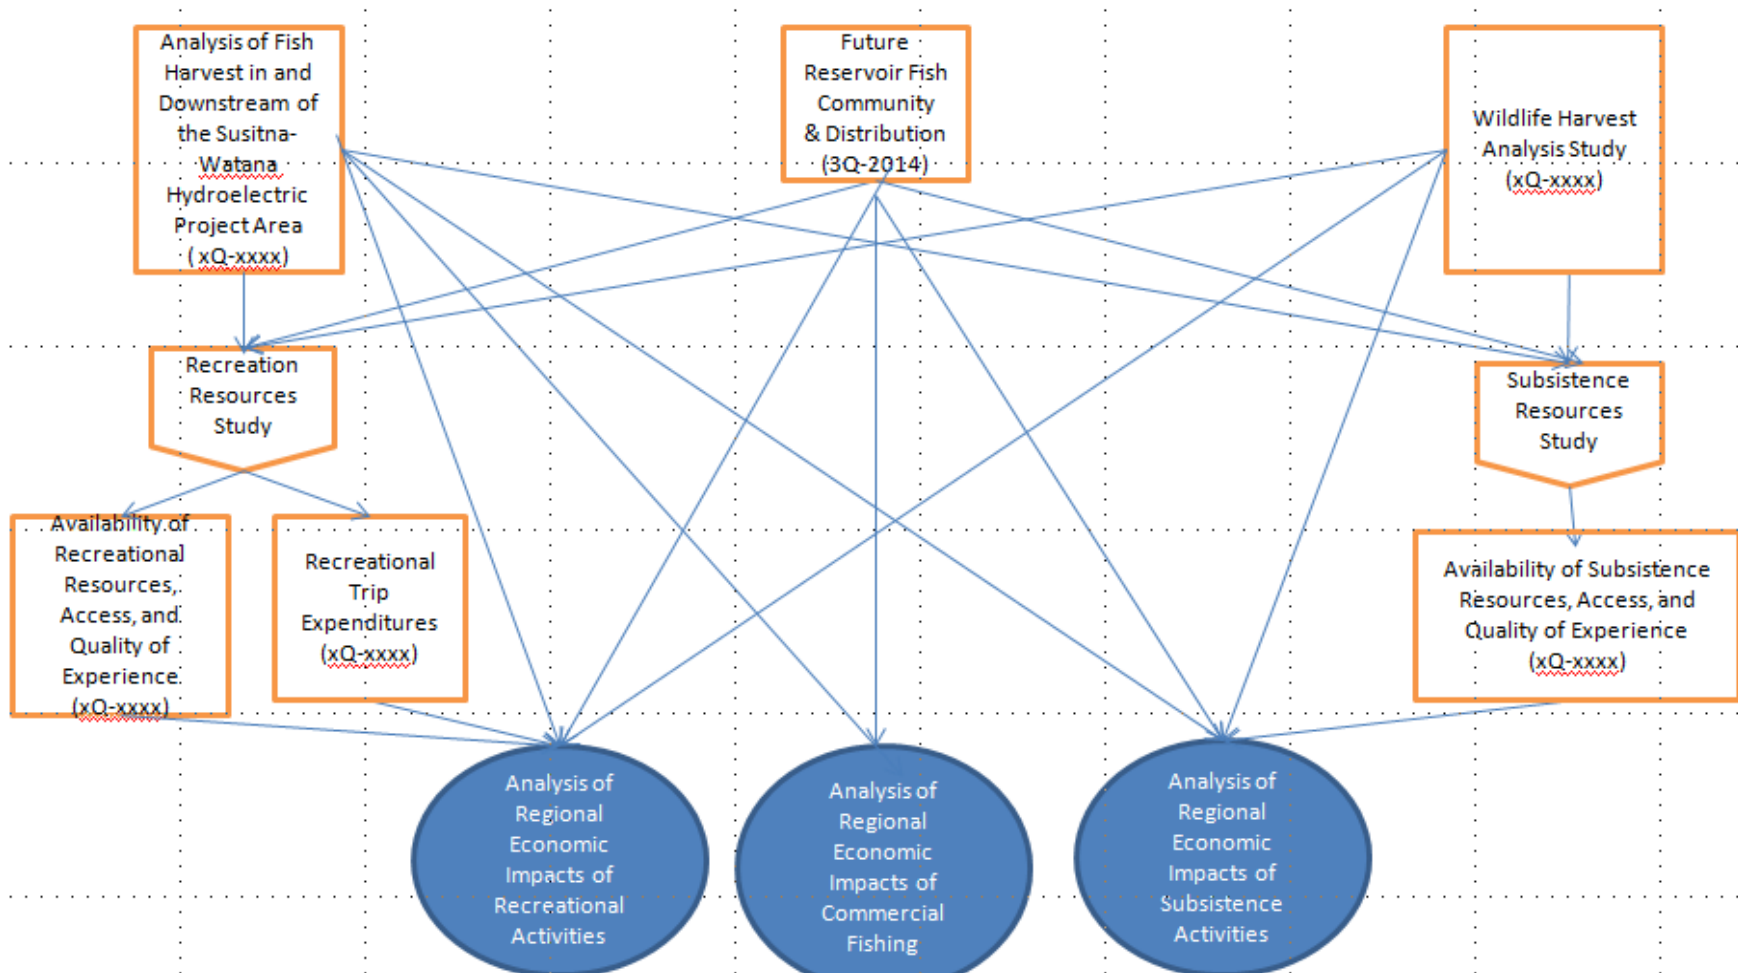 Analysis of Fish
Harvest in and
Downstream of
the Susitna-
Watana
Hydroelectric
Project Area
( xQ-xxxx)
Future
Reservoir Fish
Community
& Distribution
(3Q-2014)
Wildlife Harvest
Analysis Study
(xQ-xxxx)
Recreation
Resources
Study
Subsistence
Resources
Study
Availability of
Recreational
Resources,
Access, and
Quality of
Experience
(xQ-xxxx)
Recreational
Trip
Expenditures
(xQ-xxxx)
Availability of Subsistence
Resources, Access, and
Quality of Experience
(xQ-xxxx)
Analysis of
Regional
Economic
Impacts of
Recreational
Activities
Analysis of
Regional
Economic
Impacts of
Commercial
Fishing
Analysis of
Regional
Economic
Impacts of
Subsistence
Activities